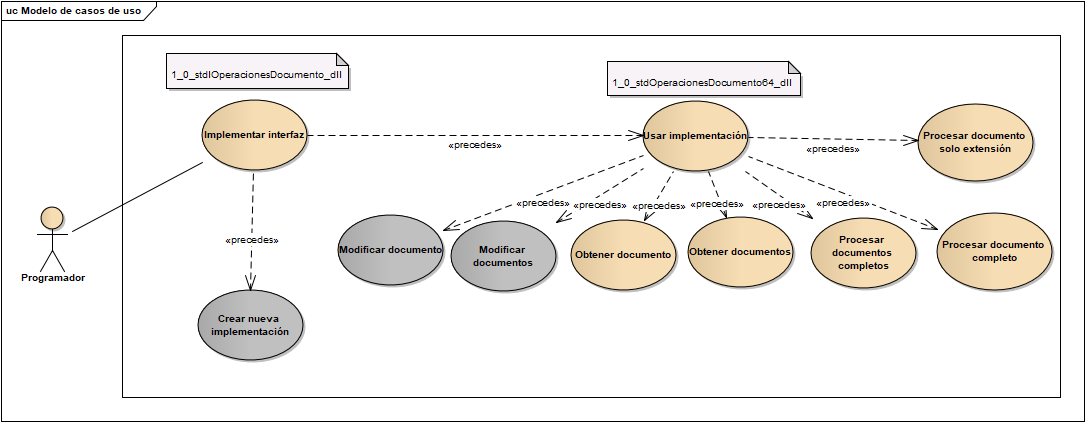 uc Modelo de casos de uso
1_0_stdIOperacionesDocumento_dll
1_0_stdOperacionesDocumento64_dll
Implementar interfaz
Usar implementación
Procesar documento
solo extensión
«precedes»
«precedes»
«precedes»
«precedes»
«precedes»
«precedes»
«precedes»
«precedes»
«precedes»
Modificar documento
Modificar
documentos
Obtener documento
Obtener documentos
Procesar
documentos
completos
Procesar documento
completo
Programador
Crear nueva
implementación